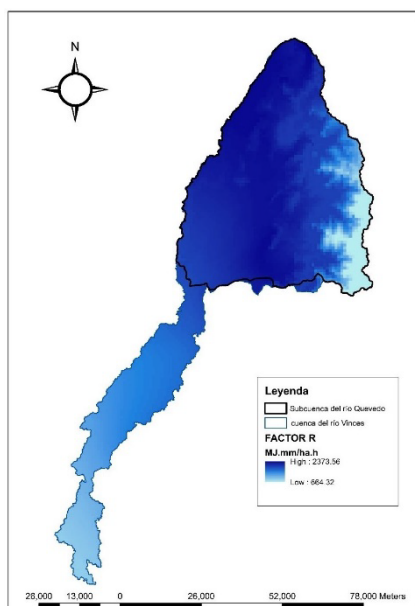 N
Leyenda
Subcuenca del río Quevedo
cuenca del río Vinces
FACTOR R
MJ.mm/ha.h
High : 2373.56
Low : 664.32
26,000 13,000 0 26,000 52,000 78,000 Meters